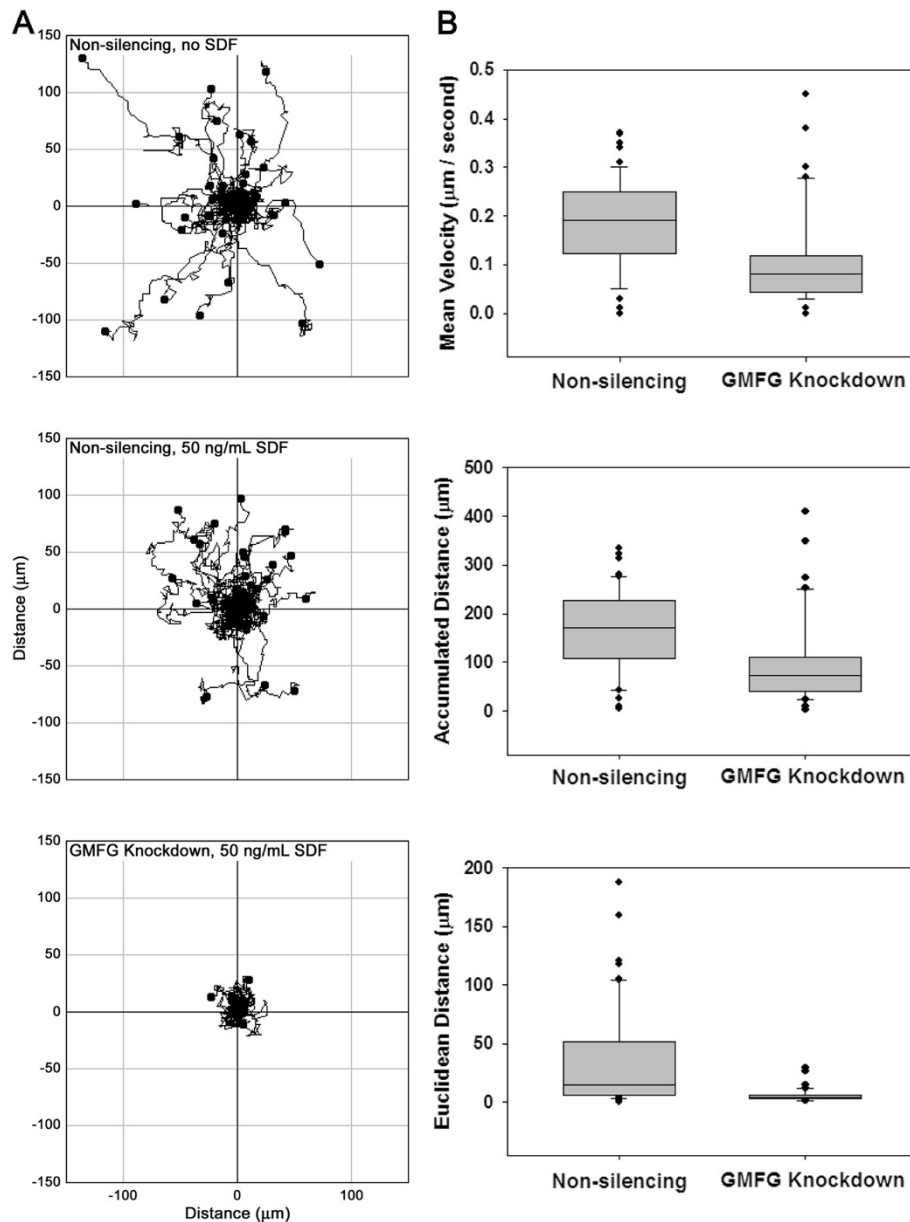 A
Non-silencing, no SDF
150
100
50
0
-50
-100
-150
Non-silencing, 50 ng/mL SDF
150
100
50
0
-50
-100
-150
Distance (µm)
GMFG Knockdown, 50 ng/mL SDF
150
100
50
0
-50
-100
-150
-100
0
100
Distance (µm)
B
Mean Velocity (µm / second)
0.5
0.4
0.3
0.2
0.1
0.0
Non-silencing
GMFG Knockdown
Accumulated Distance (µm)
500
400
300
200
100
0
Non-silencing
GMFG Knockdown
Euclidean Distance (µm)
200
150
100
50
0
Non-silencing
GMFG Knockdown